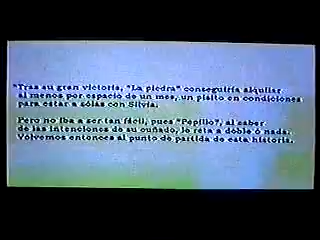 "Tras su gran victoria, "La piedra" conseguiría alquilar
al menos por espacio de un mes, un pisito en condiciones
para estar a solas con Silvia.
Pero no iba a ser tan fácil, pues "Pepillo", al saber
de las intenciones de su cuñado, le reta a doble o nada.
Volvemos entonces al punto de partida de esta historia.